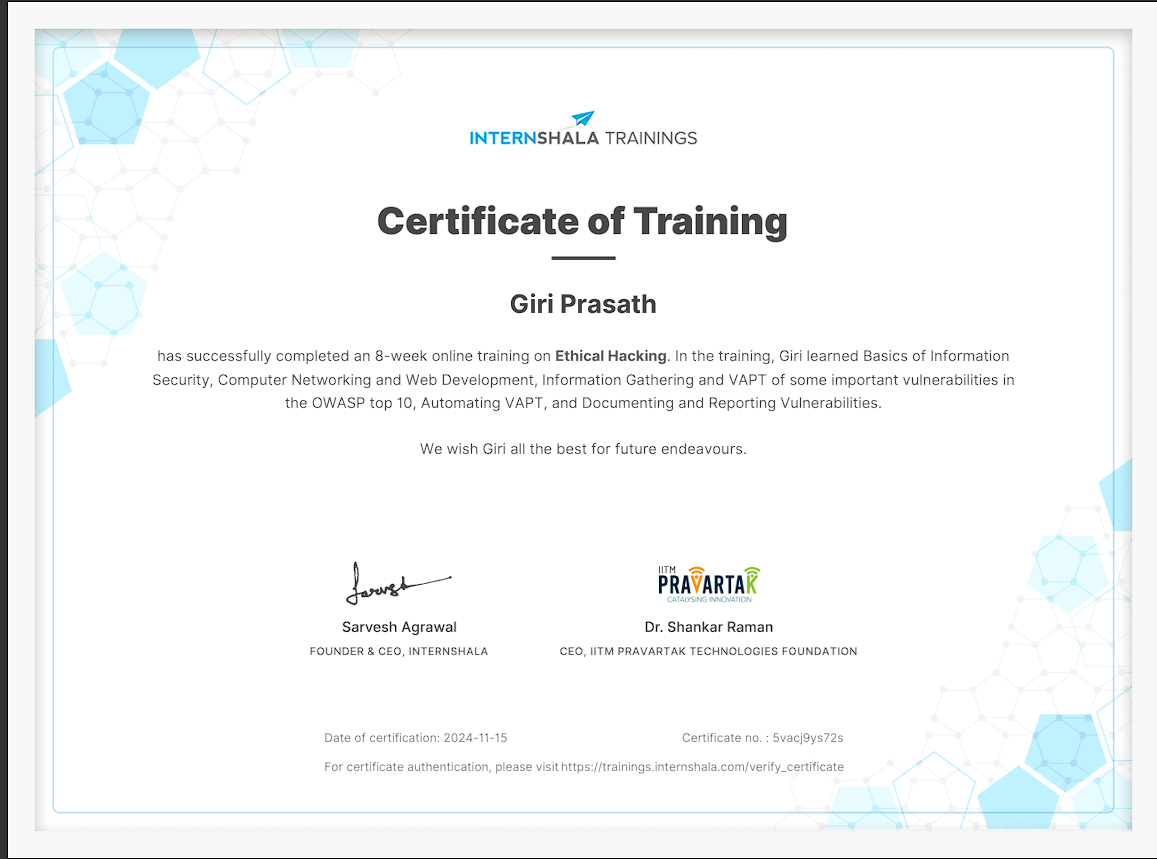 INTERNSHALA TRAININGS
Certificate of Training
Giri Prasath
has successfully completed an 8-week online training on Ethical Hacking. In the training, Giri learned Basics of Information
Security, Computer Networking and Web Development, Information Gathering and VAPT of some important vulnerabilities in
the OWASP top 10, Automating VAPT, and Documenting and Reporting Vulnerabilities.
We wish Giri all the best for future endeavours.
Sarvesh
IITM
PRAVARTAK
CATALYSING INNOVATION
Sarvesh Agrawal
Dr. Shankar Raman
FOUNDER & CEO, INTERNSHALA
CEO, IITM PRAVARTAK TECHNOLOGIES FOUNDATION
Date of certification: 2024-11-15
Certificate no. : 5vacj9ys72s
For certificate authentication, please visit https://trainings.internshala.com/verify_certificate